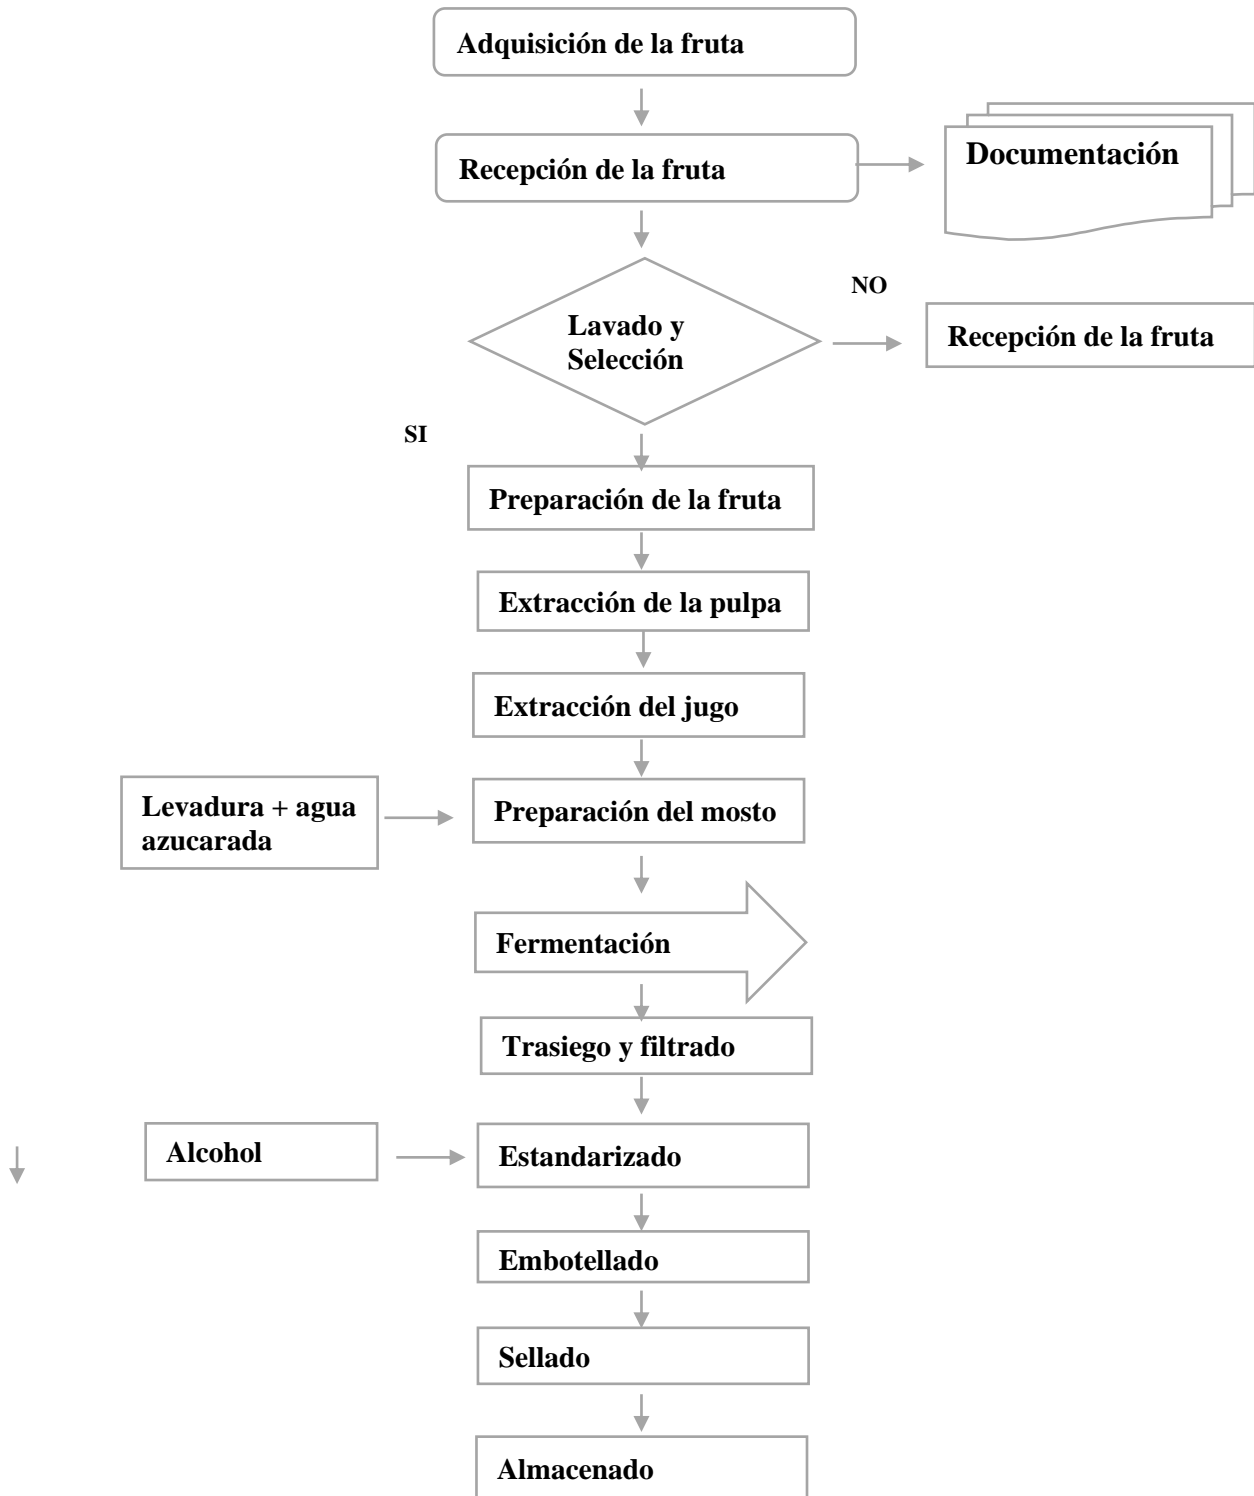 Adquisición de la fruta
Recepción de la fruta
Documentación
NO
Lavado y
Selección
Recepción de la fruta
SI
Preparación de la fruta
Extracción de la pulpa
Extracción del jugo
Levadura + agua
azucarada
Preparación del mosto
Fermentación
Trasiego y filtrado
Alcohol
Estandarizado
Embotellado
Sellado
Almacenado